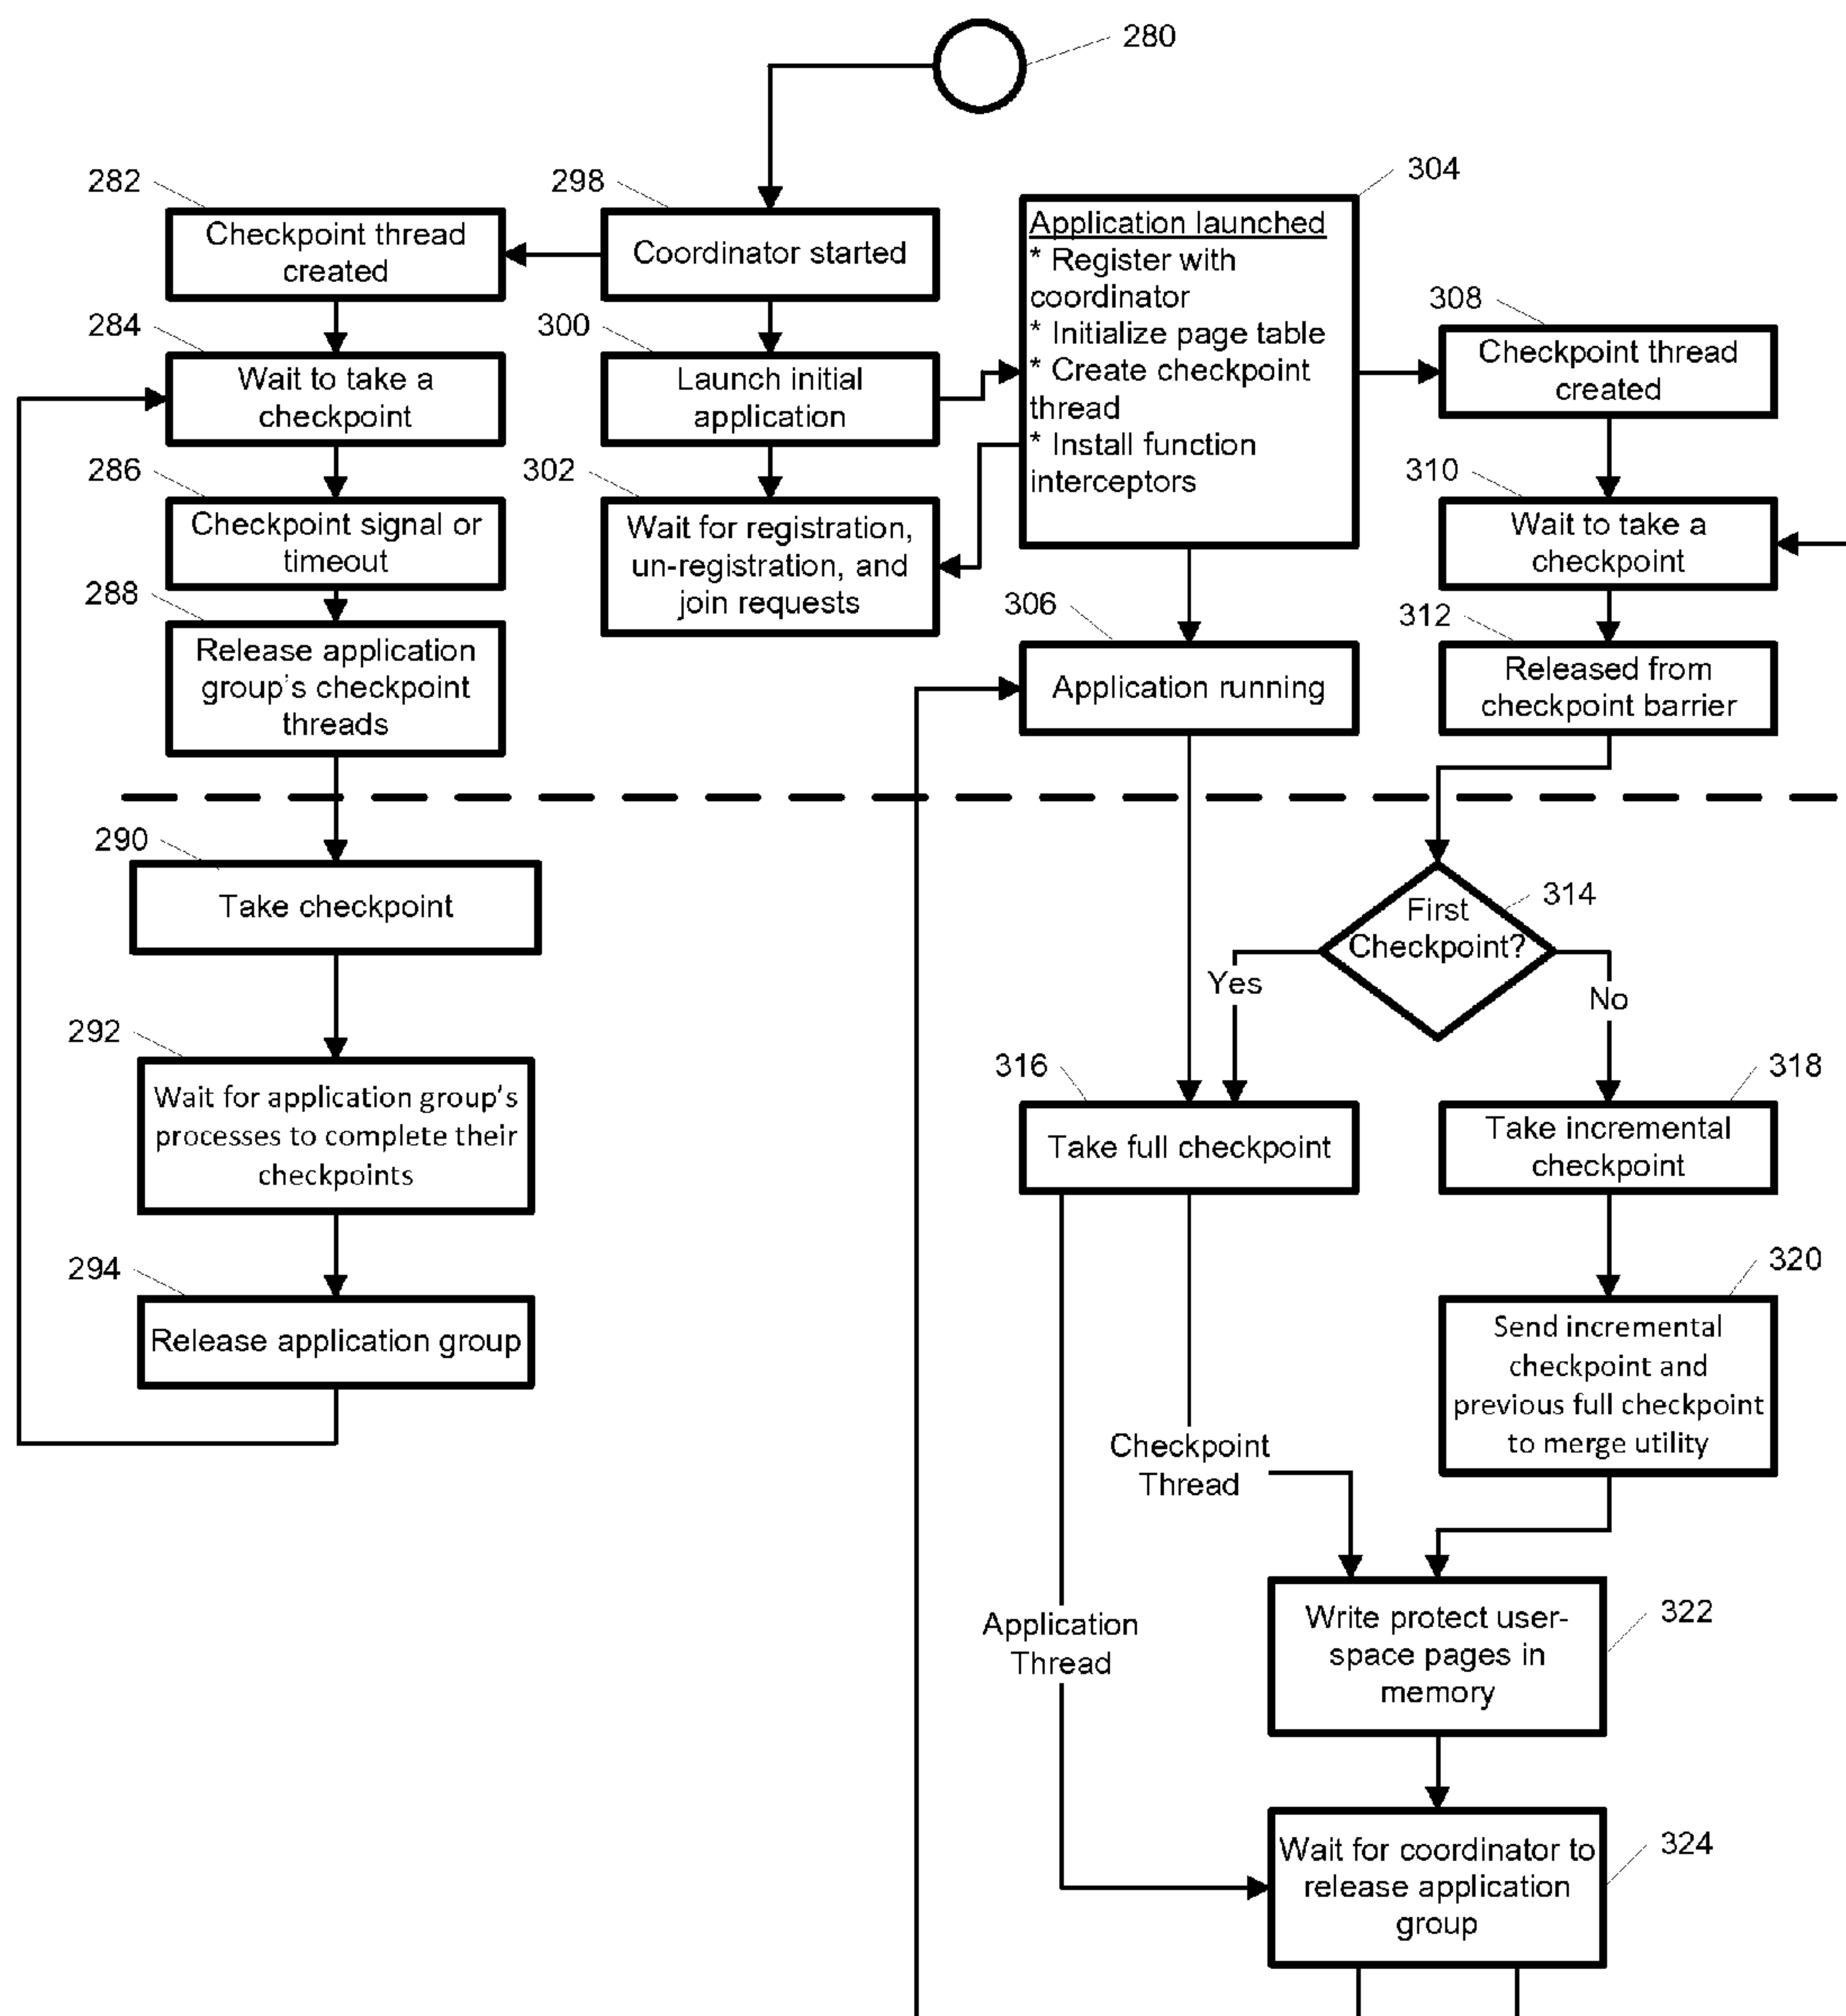 280
282
Checkpoint thread
created
298
Coordinator started
304
Application launched
* Register with
coordinator
* Initialize page table
* Create checkpoint
thread
* Install function
interceptors
308
Checkpoint thread
created
284
Wait to take a
checkpoint
300
Launch initial
application
310
Wait to take a
checkpoint
286
Checkpoint signal or
timeout
302
Wait for registration,
un-registration, and
join requests
288
Release application
group's checkpoint
threads
306
Application running
312
Released from
checkpoint barrier
290
Take checkpoint
314
First
Checkpoint?
Yes
No
292
Wait for application group's
processes to complete their
checkpoints
316
Take full checkpoint
318
Take incremental
checkpoint
294
Release application group
320
Send incremental
checkpoint and
previous full checkpoint
to merge utility
Checkpoint
Thread
Application
Thread
322
Write protect user-
space pages in
memory
324
Wait for coordinator to
release application
group